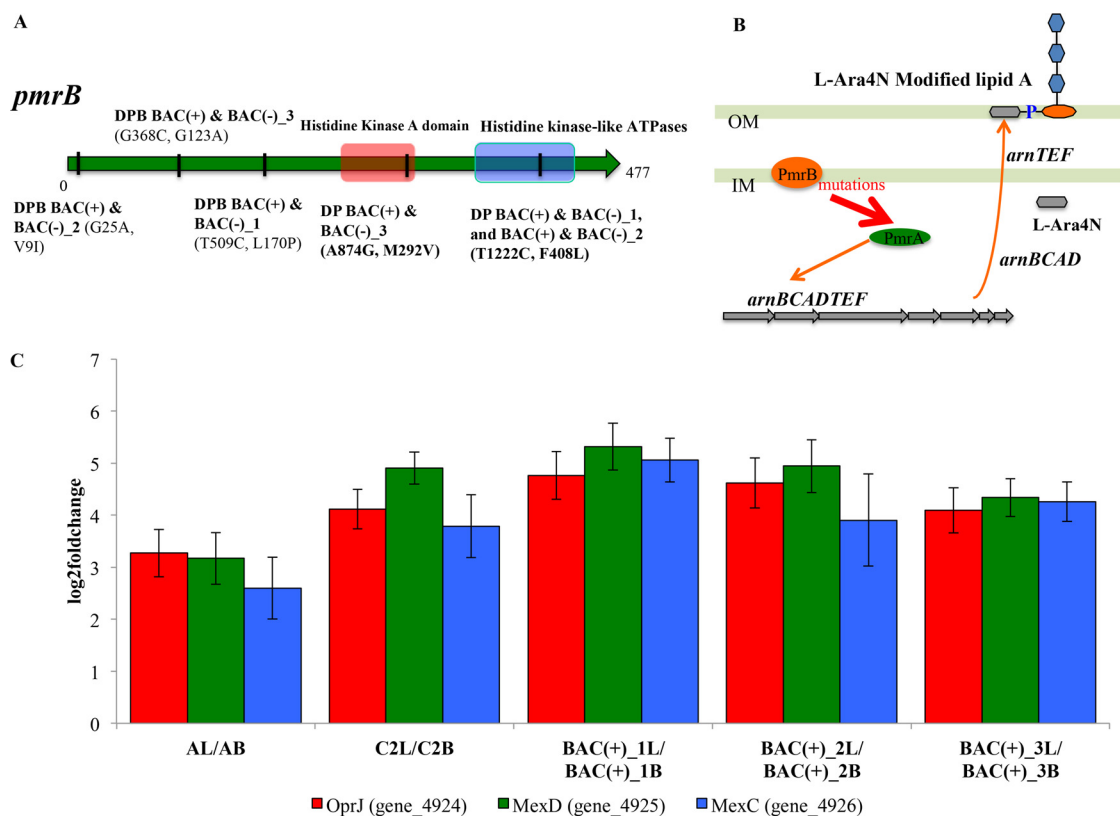 A
pmrB
DPB BAC(+) & BAC(-)_3
(G368C, G123A)
Histidine Kinase A domain
Histidine kinase-like ATPases
0
477
DPB BAC(+) &
BAC(-)_2 (G25A,
V9I)
DPB BAC(+) &
BAC(-)_1
(T509C, L170P)
DP BAC(+) &
BAC(-)_3
(A874G, M292V)
DP BAC(+) & BAC(-)_1,
and BAC(+) & BAC(-)_2
(T1222C, F408L)
B
L-Ara4N Modified lipid A
OM
P
arnTEF
IM
PmrB
mutations
L-Ara4N
PmrA
arnBCAD
arnBCADTEF
C
log2foldchange
7
6
5
4
3
2
1
0
AL/AB
C2L/C2B
BAC(+)_1L/
BAC(+)_1B
BAC(+)_2L/
BAC(+)_2B
BAC(+)_3L/
BAC(+)_3B
OprJ (gene_4924)
MexD (gene_4925)
MexC (gene_4926)